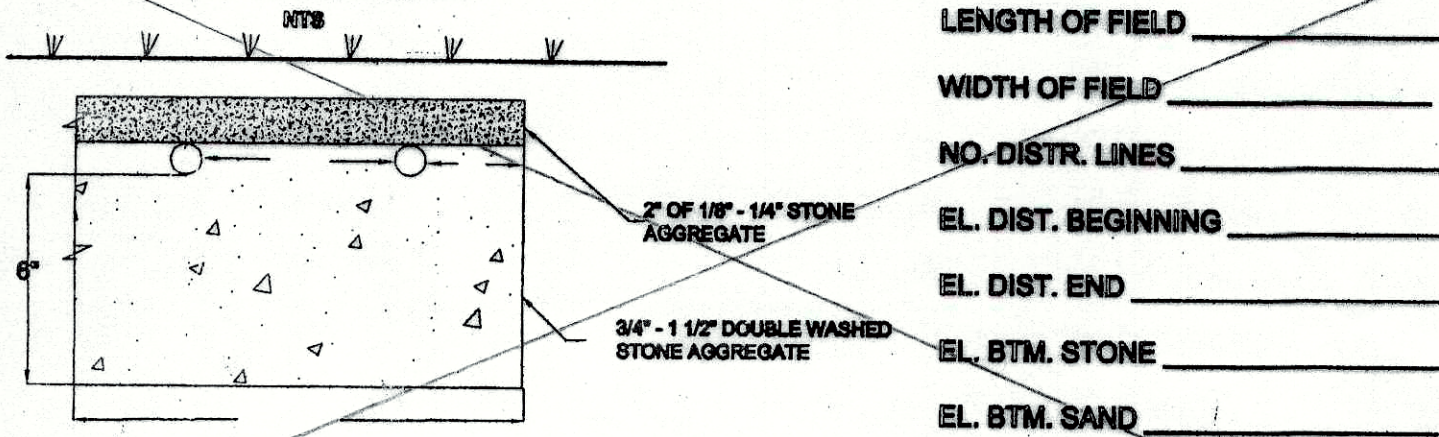 NTS
6"
2" OF 1/8" - 1/4" STONE
AGGREGATE
3/4" - 1 1/2" DOUBLE WASHED
STONE AGGREGATE
LENGTH OF FIELD
WIDTH OF FIELD
NO. DISTR. LINES
EL. DIST. BEGINNING
EL. DIST. END
EL. BTM. STONE
EL. BTM. SAND